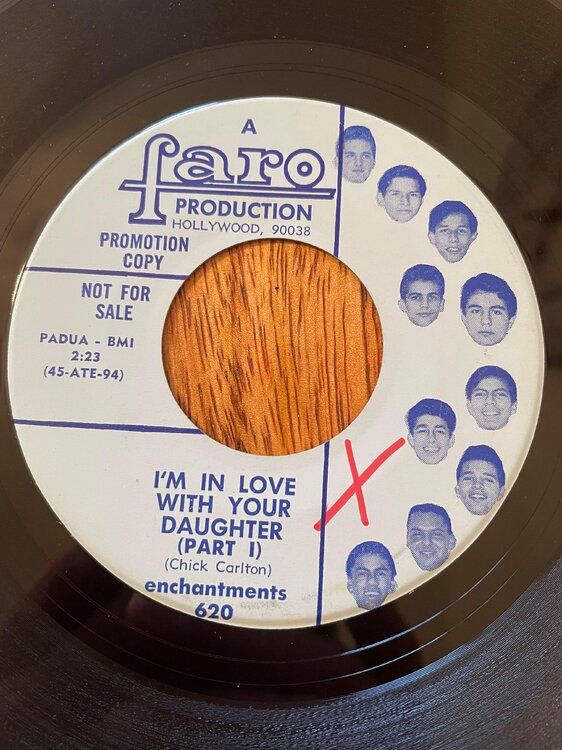 A
faro
PRODUCTION
HOLLYWOOD, 90038
PROMOTION
COPY
NOT FOR
SALE
PADUA - BMI
2:23
(45-ATE-94)
I'M IN LOVE
WITH YOUR
DAUGHTER
(PART I)
(Chick Carlton)
enchantments
620
X